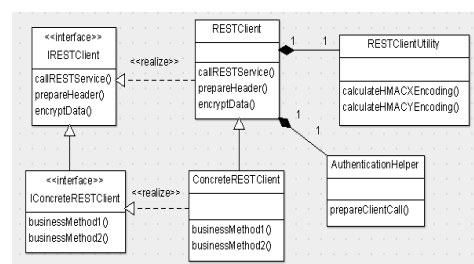 <<interface>>
IRESTClient
callRESTService()
prepareHeader()
encryptData()
<<realize>>
RESTClient
callRESTService()
prepareHeader()
encryptData()
1
1
RESTClientUtility
calculateHMACXEncoding()
calculateHMACYEncoding()
1
1
AuthenticationHelper
prepareClientCall()
<<interface>>
IConcreteRESTClient
businessMethod1()
businessMethod2()
<<realize>>
ConcreteRESTClient
businessMethod1()
businessMethod2()